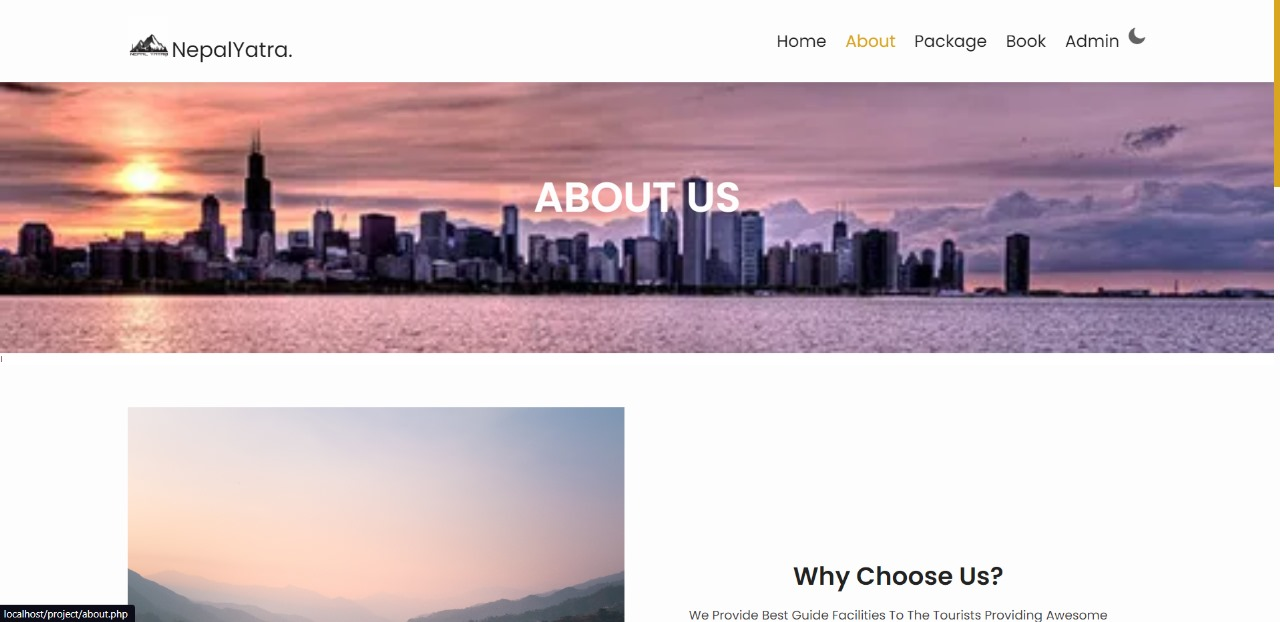 NepalYatra.
Home About Package Book Admin
ABOUT US
Why Choose Us?
We Provide Best Guide Facilities To The Tourists Providing Awesome
localhost/project/about.php